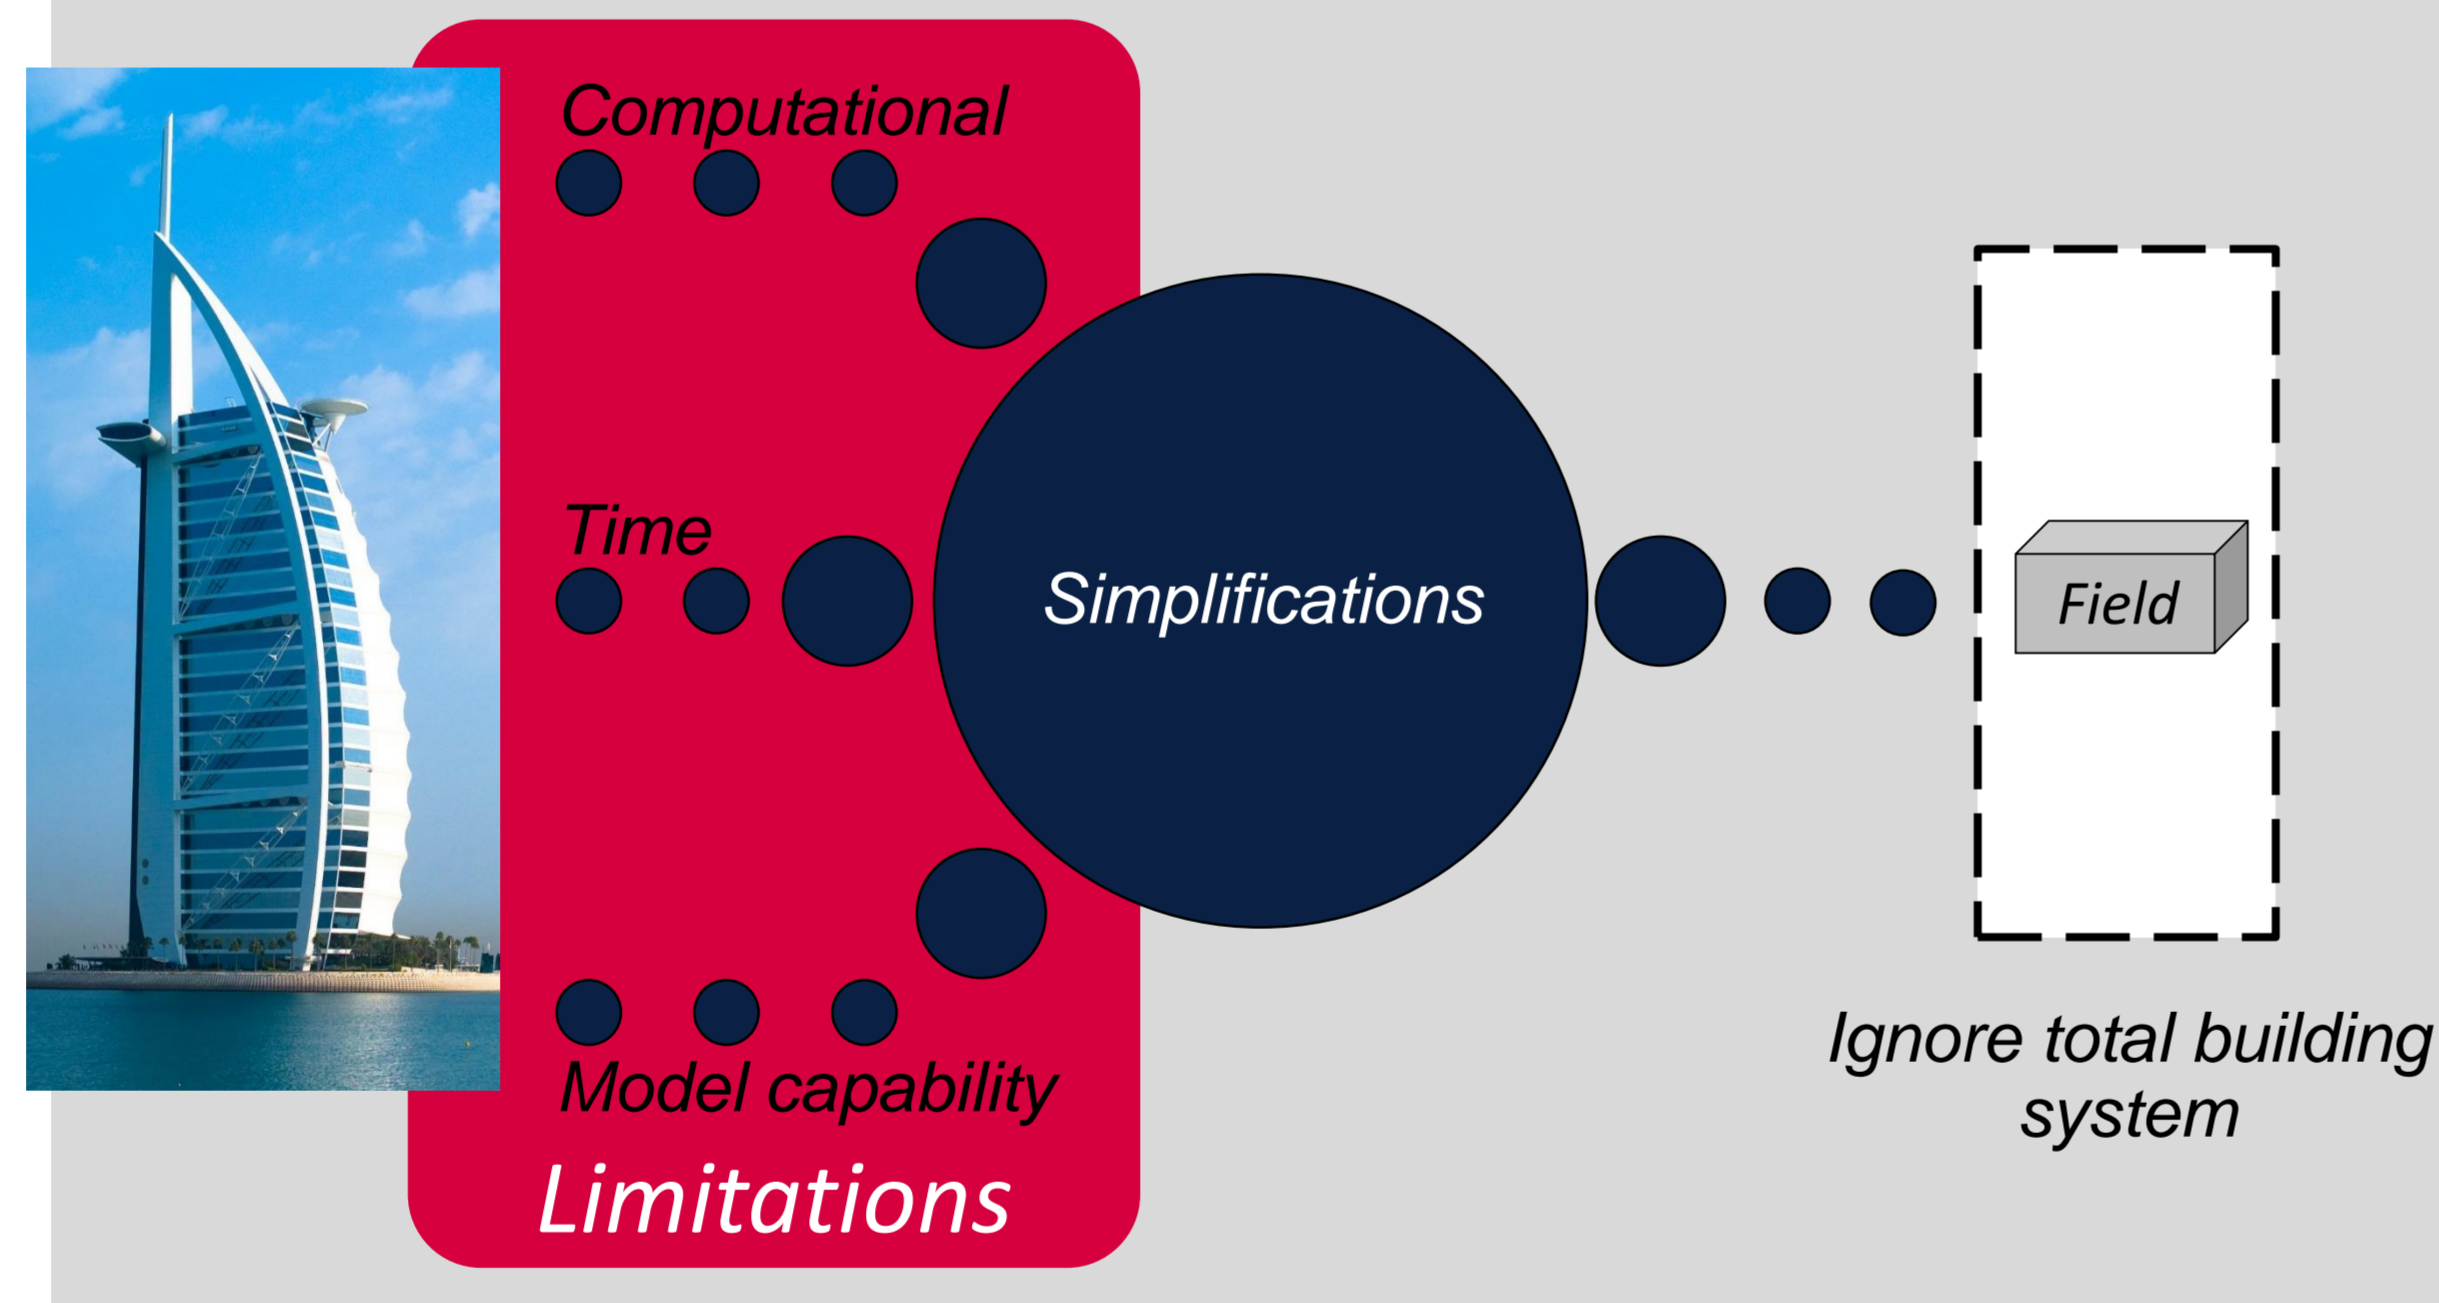 Computational
Time
Simplifications
Field
Model capability
Limitations
Ignore total building
system